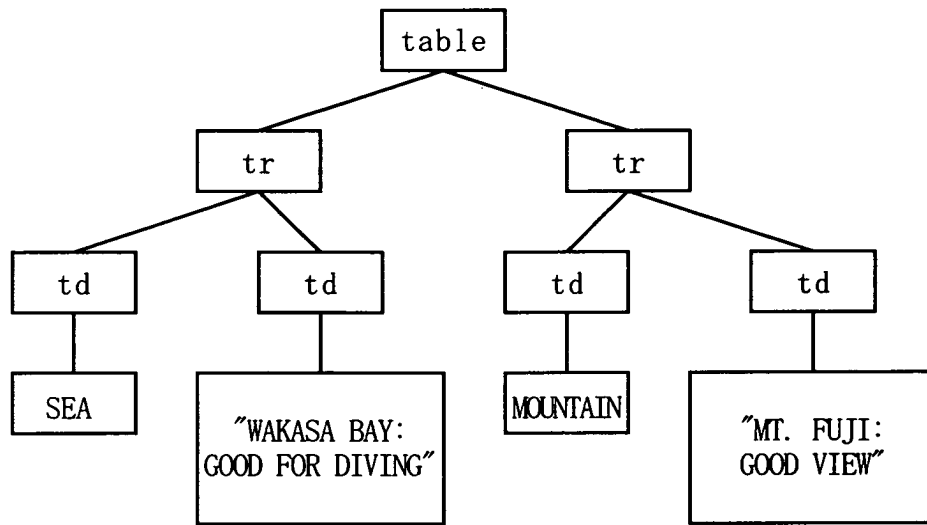 table
tr
tr
td
td
td
td
SEA
"WAKASA BAY:
GOOD FOR DIVING"
MOUNTAIN
"MT. FUJI:
GOOD VIEW"